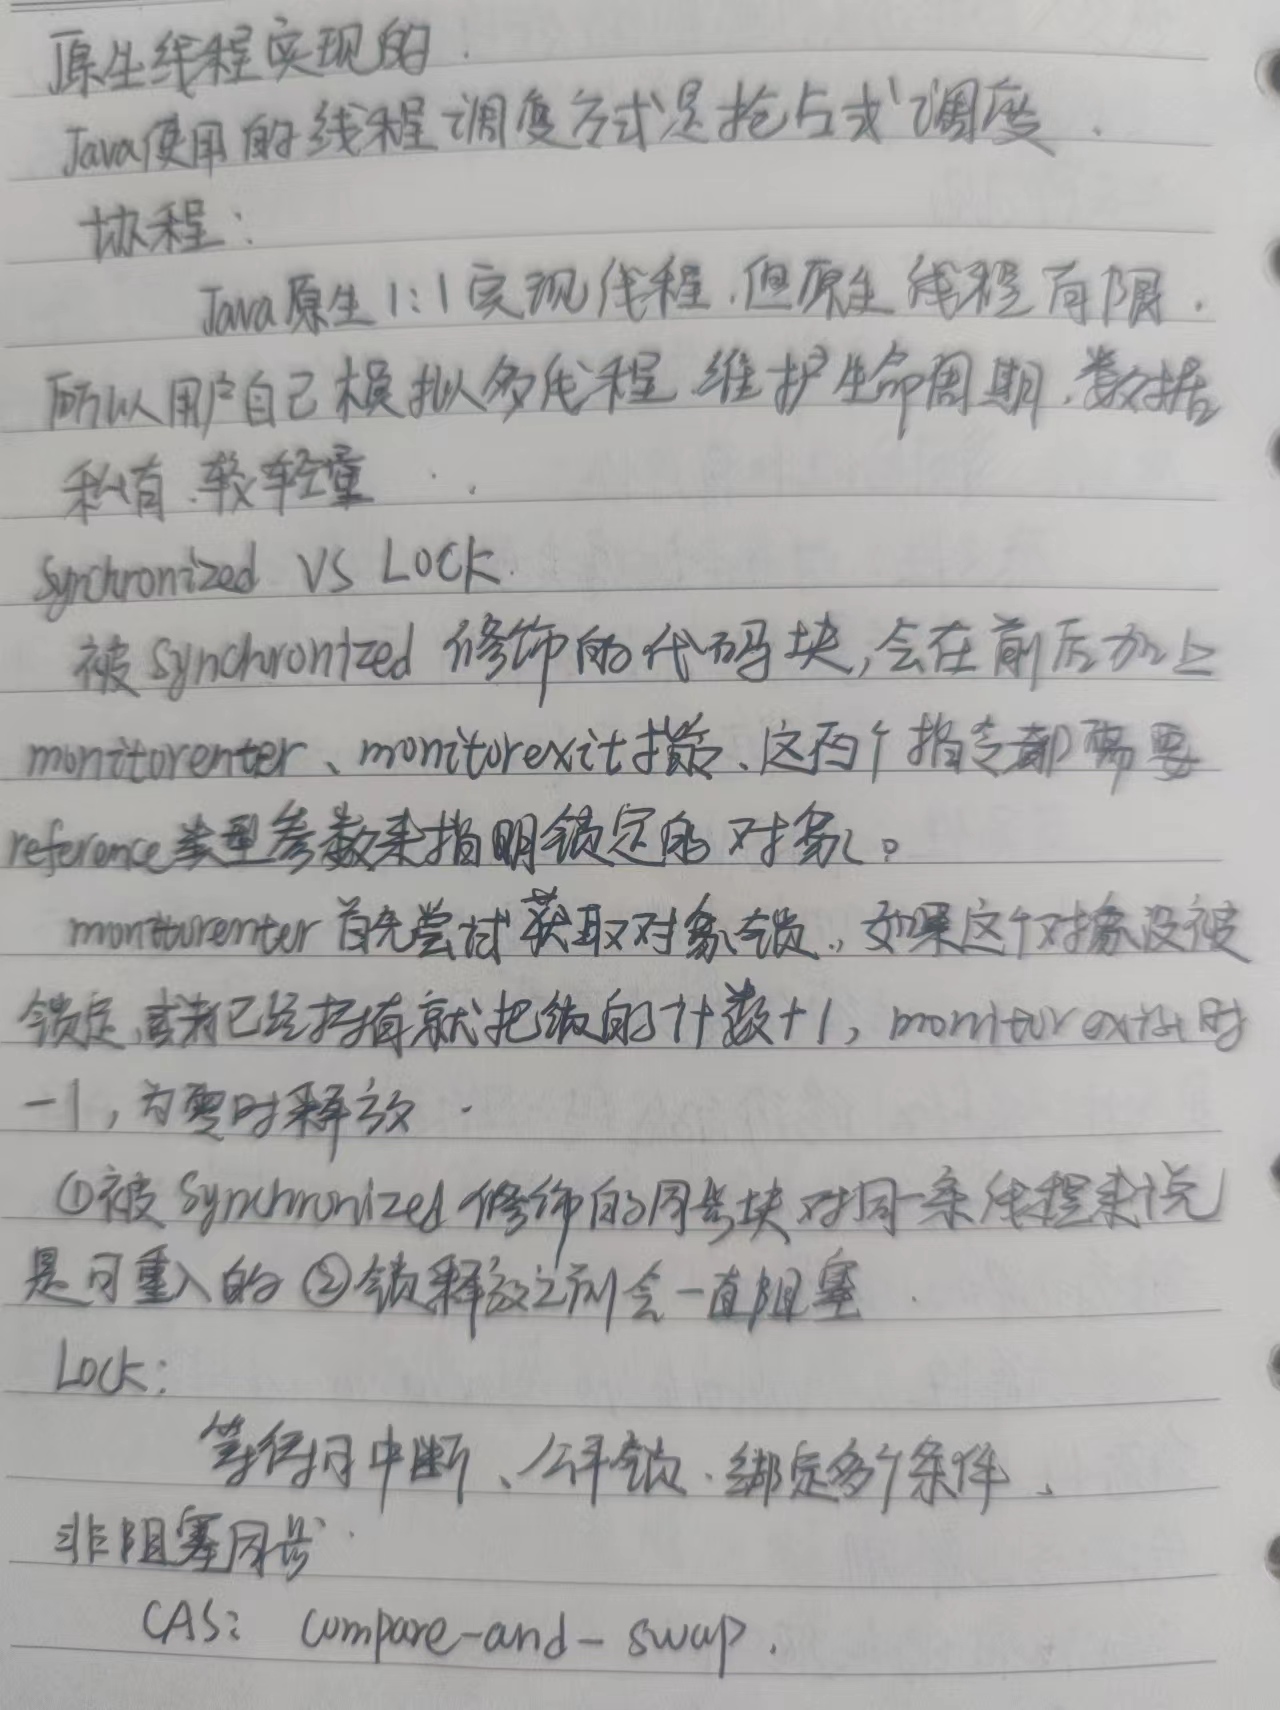 原生线程实现的.
Java使用的线程调度方式是抢占式调度.
协程:
Java原生1:1实现线程.但原生线程有限.
所以用户自己模拟多线程.维护生命周期.数据
私有.较轻量.
Synchronized VS LOCK.
被Synchronized修饰的代码块,会在前后加上
monitorenter、monitorexit指令、这两个指令都需要
reference类型参数来指明锁定的对象。
monitorenter首先尝试获取对象锁.,如果这个对象没被
锁定.或者已经持有就把锁的计数+1,monitorexit时
-1,为零时释放.
①被Synchronized修饰的同步块对同一条线程来说
是可重入的②锁释放之前会一直阻塞.
Lock:
等待可中断、公平锁.绑定多个条件、
非阻塞同步.
CAS: compare-and-swap.